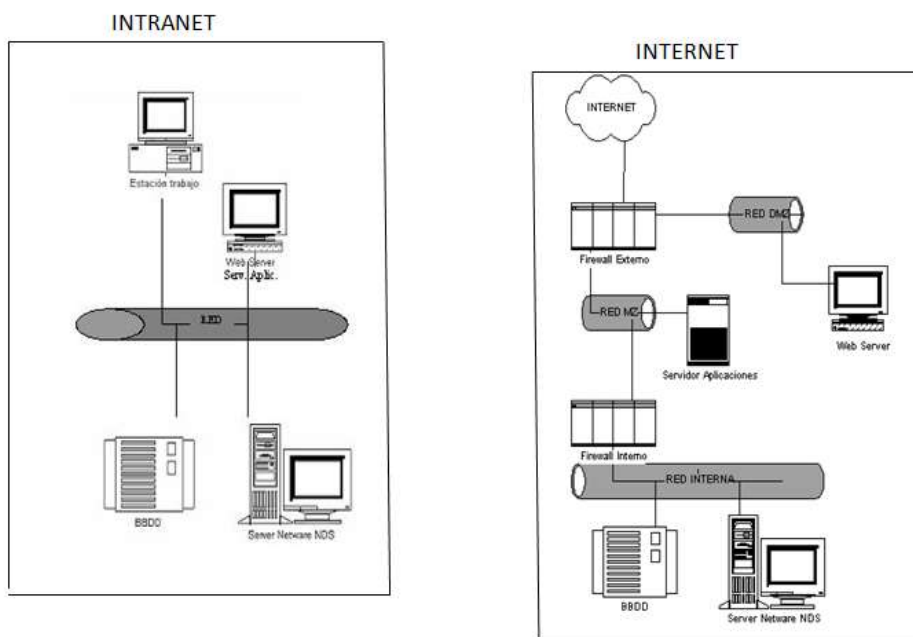 INTRANET
Estación trabajo
Web Server
Serv. Aplic.
RED
BBDD
Server Netware NDS
INTERNET
INTERNET
Firewall Externo
RED DMZ
Web Server
RED MZ
Servidor Aplicaciones
Firewall Interno
RED INTERNA
BBDD
Server Netware NDS